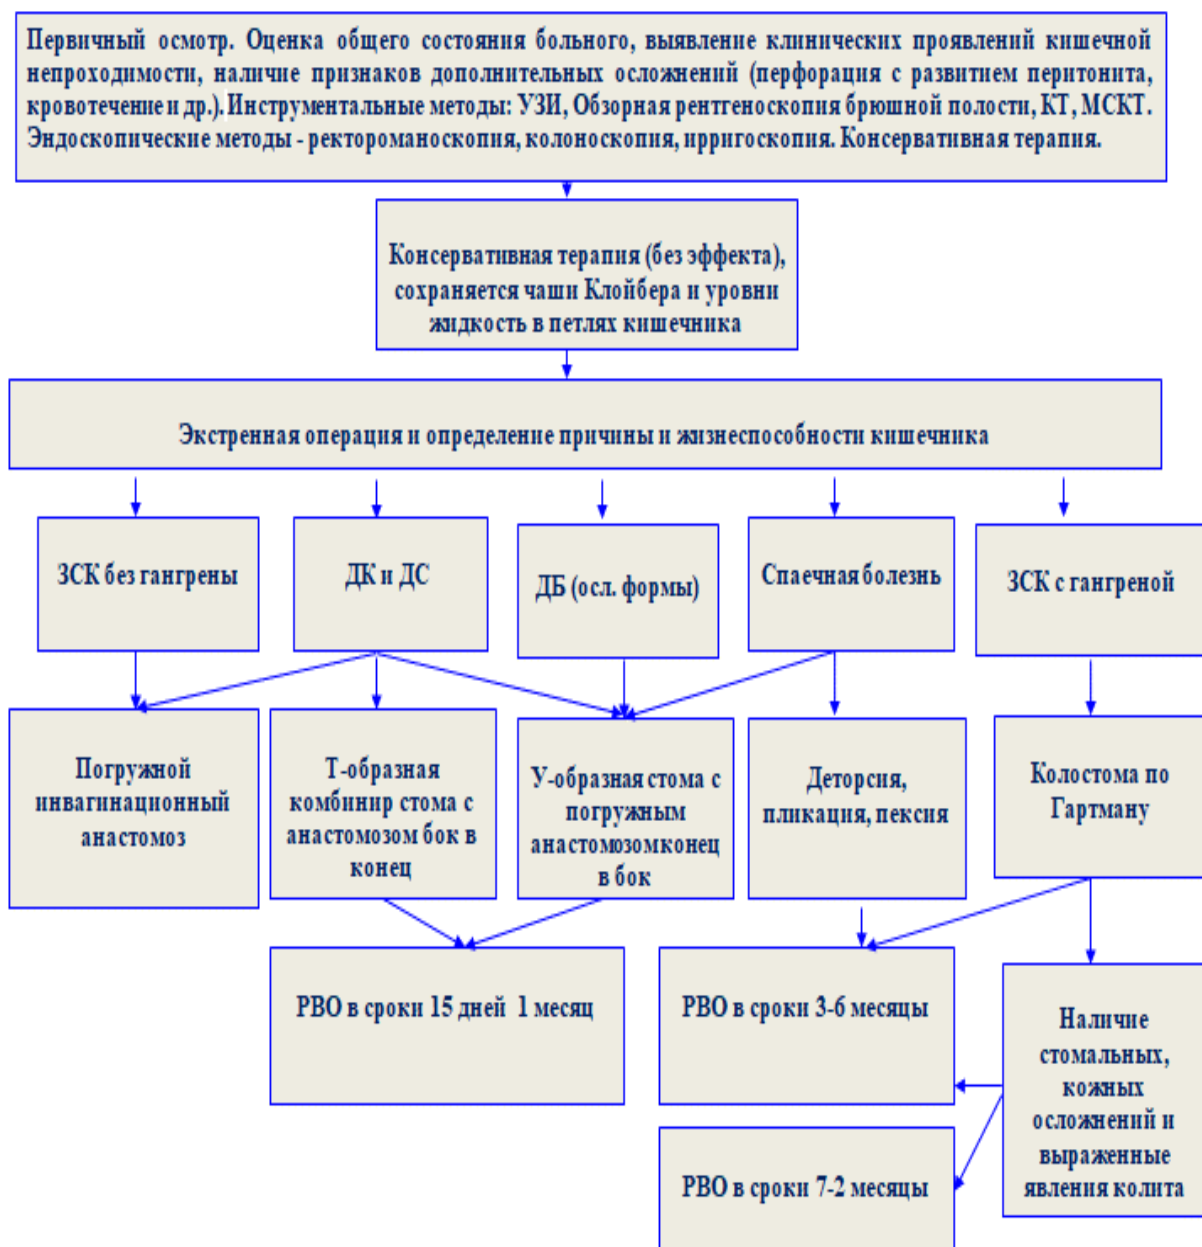 Первичный осмотр. Оценка общего состояния больного, выявление клинических проявлений кишечной
непроходимости, наличие признаков дополнительных осложнений (перфорация с развитием перитонита,
кровотечение и др.). Инструментальные методы: УЗИ, Обзорная рентгеноскопия брюшной полости, КТ, МСКТ.
Эндоскопические методы - ректороманоскопия, колоноскопия, ирригоскопия. Консервативная терапия.
Консервативная терапия (без эффекта),
сохраняется чаши Клойбера и уровни
жидкость в петлях кишечника
Экстренная операция и определение причины и жизнеспособности кишечника
ЗСК без гангрены
ДК и ДС
ДБ (осл. формы)
Спаечная болезнь
ЗСК с гангреной
Погружной
инвагинационный
анастомоз
Т-образная
комбинир стома с
анастомозом бок в
конец
У-образная стома с
погружным
анастомозомконец
в бок
Деторсия,
пликация, пексия
Колостома по
Гартману
РВО в сроки 15 дней 1 месяц
РВО в сроки 3-6 месяцы
Наличие
стомальных,
кожных
осложнений и
выраженные
явления колита
РВО в сроки 7-2 месяцы